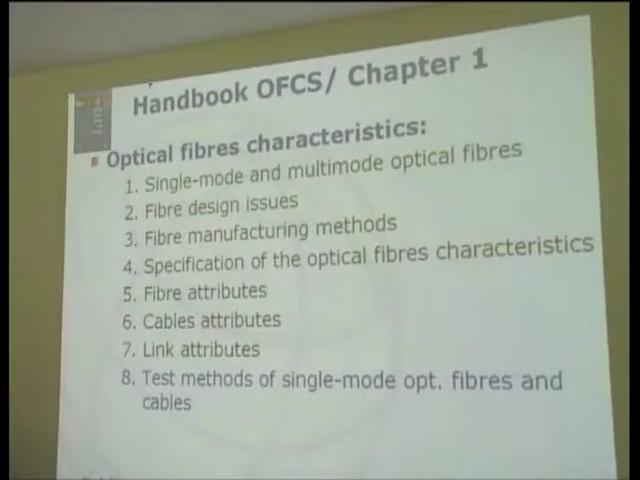 Handbook OFCS/ Chapter 1
Optical fibres characteristics:
1. Single-mode and multimode optical fibres
2. Fibre design issues
3. Fibre manufacturing methods
4. Specification of the optical fibres characteristics
5. Fibre attributes
6. Cables attributes
7. Link attributes
8. Test methods of single-mode opt. fibres and
cables